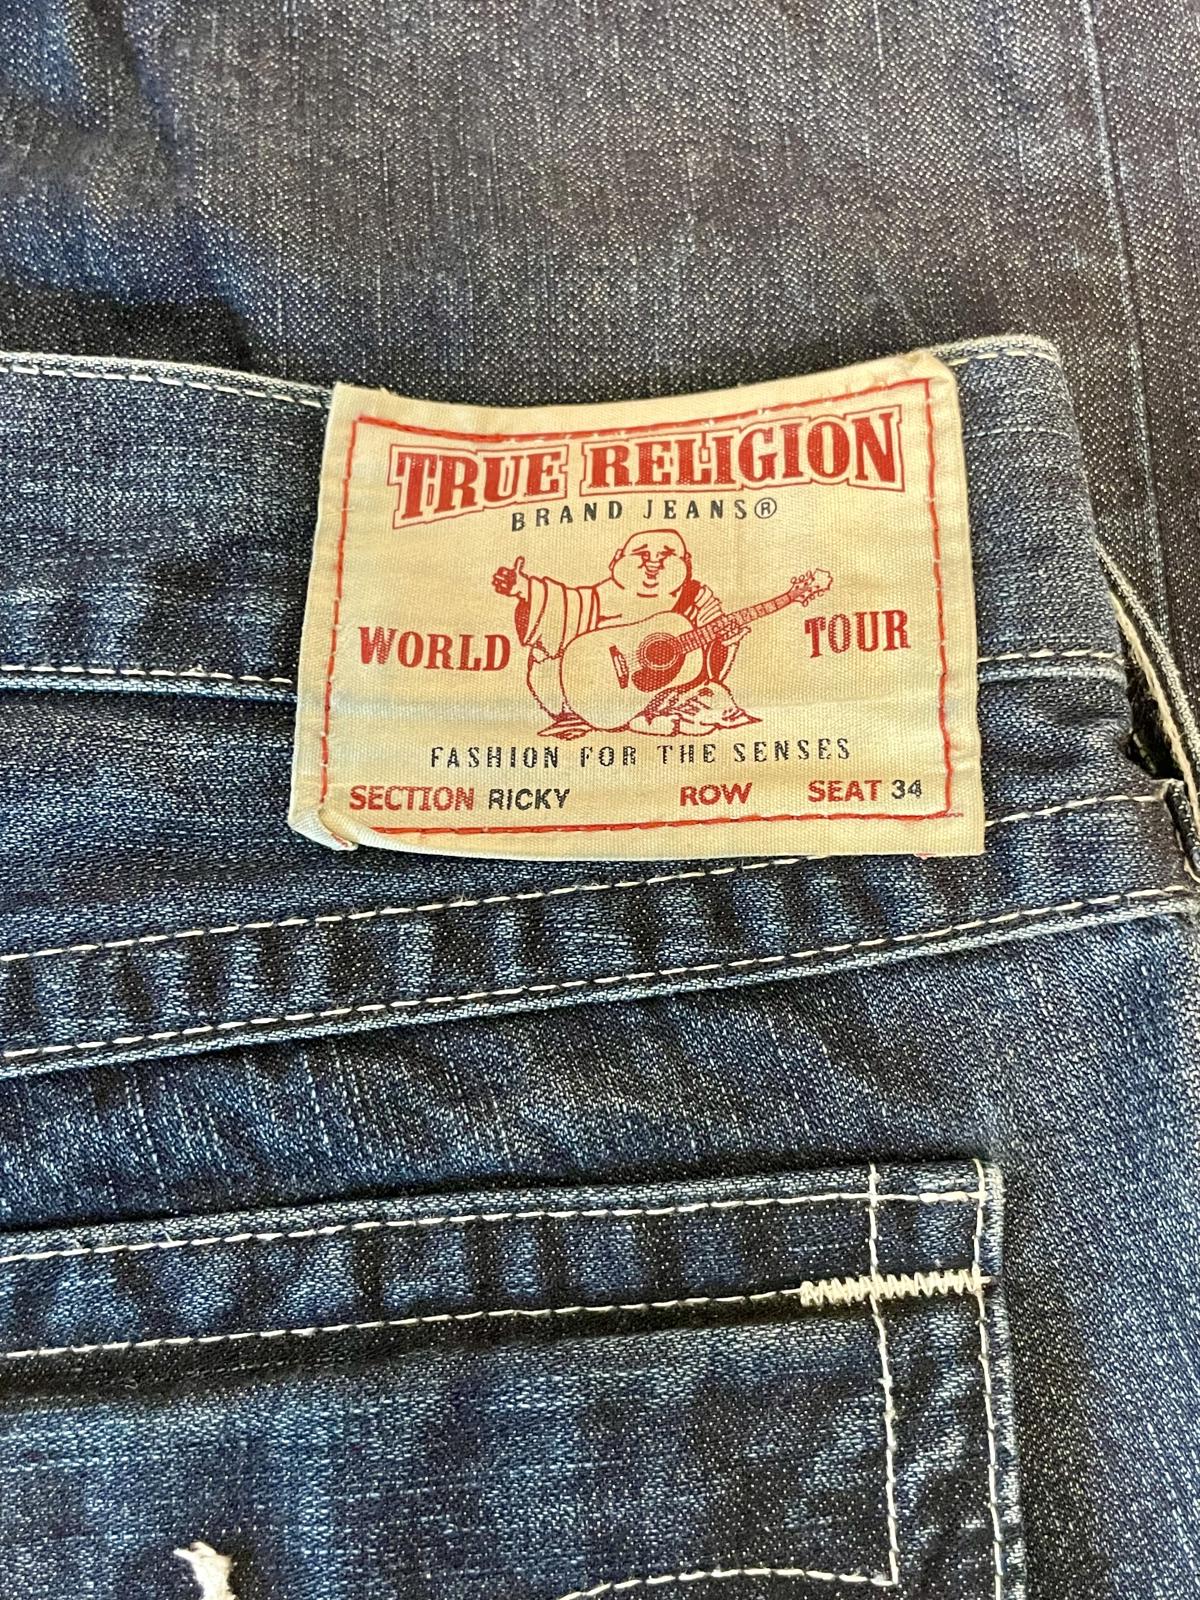 TRUE RELIGION
BRAND JEANS®
WORLD TOUR
FASHION FOR THE SENSES
SECTION RICKY ROW SEAT 34